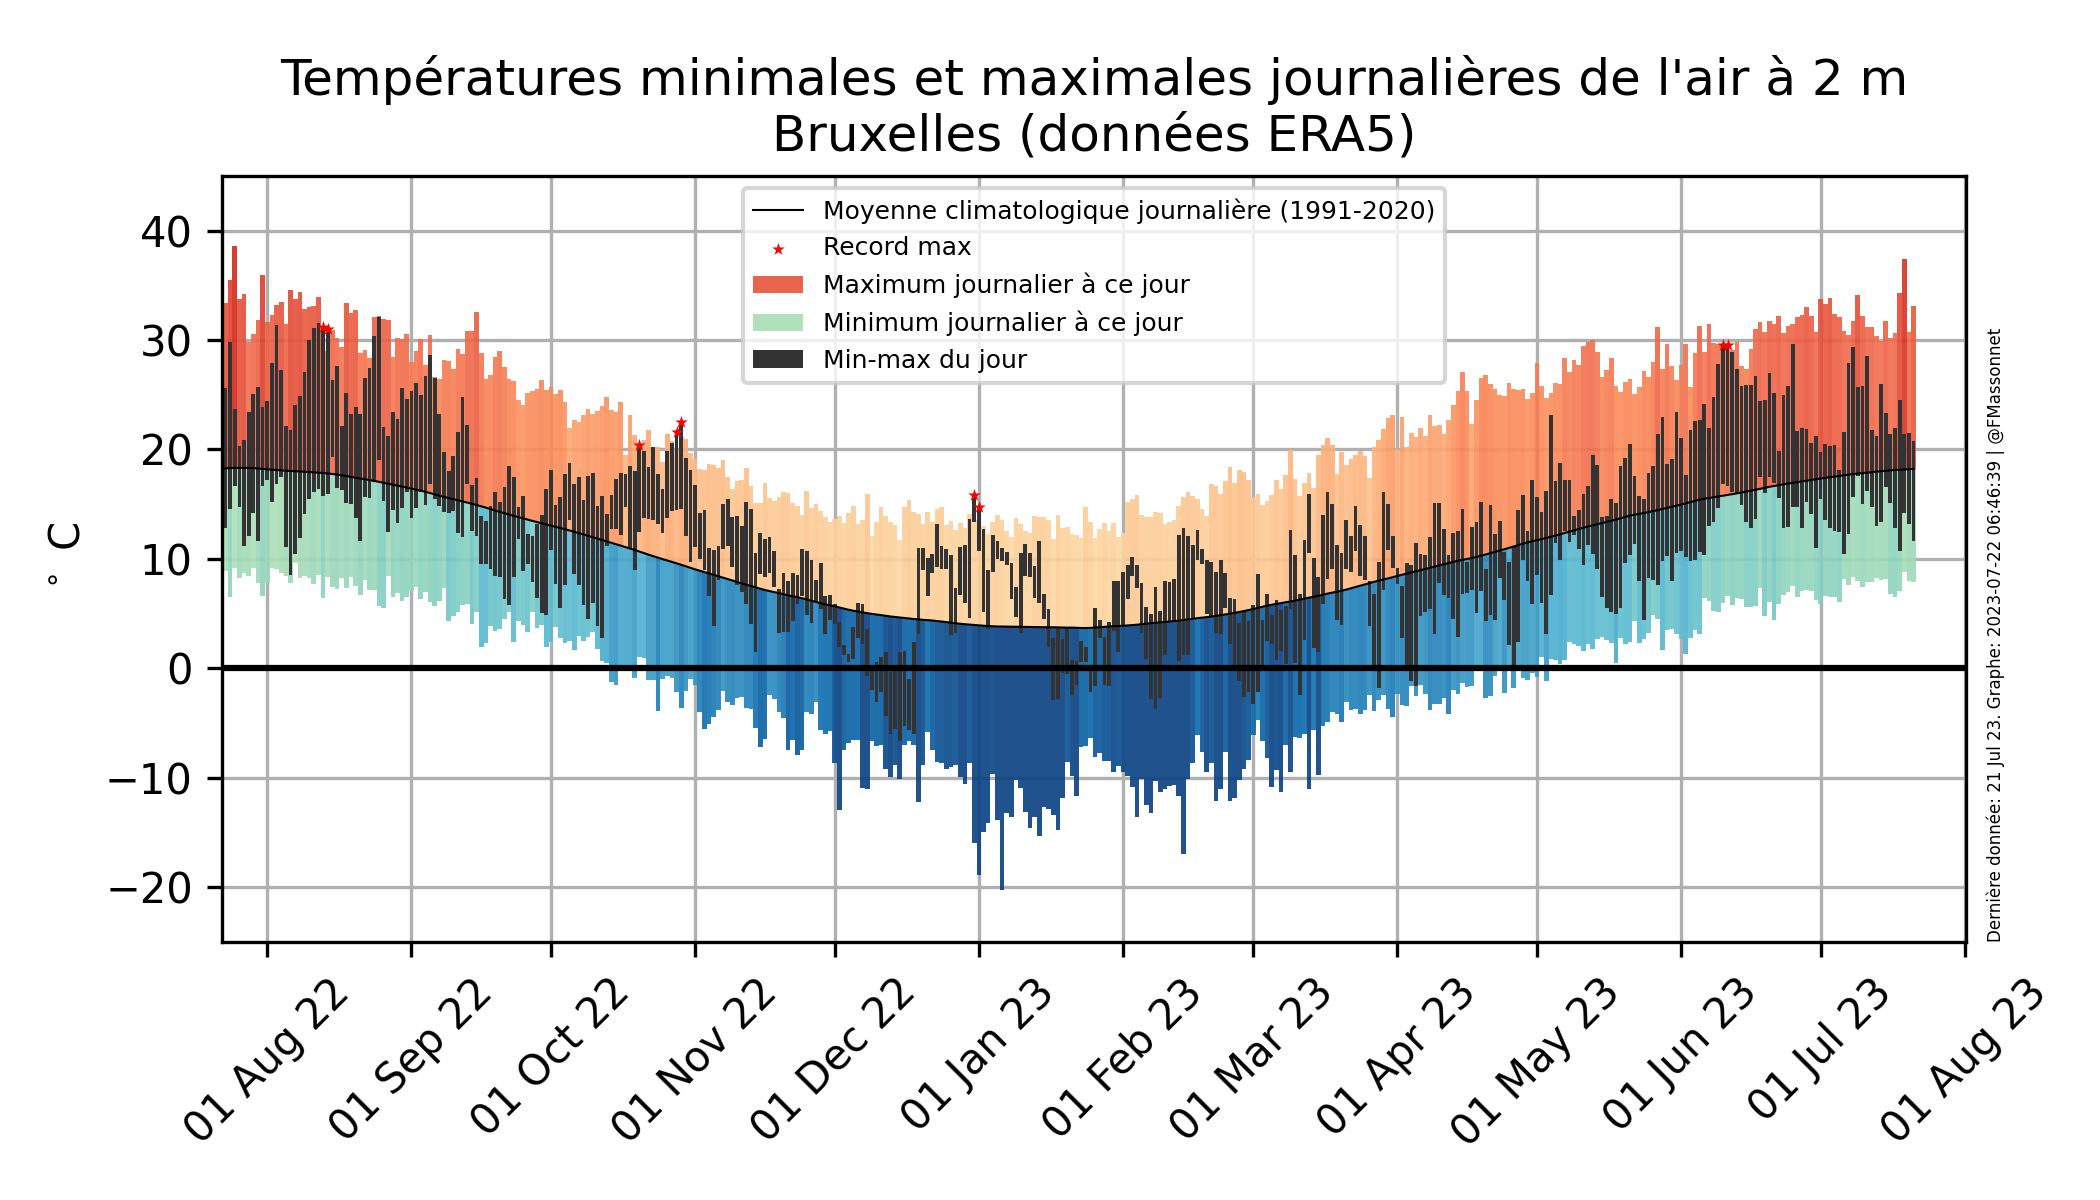 Températures minimales et maximales journalières de l'air à 2 m
Bruxelles (données ERA5)
Moyenne climatologique journalière (1991-2020)
Record max
Maximum journalier à ce jour
Minimum journalier à ce jour
Min-max du jour
40
30
20
10
0
−10
−20
° C
01 Aug 22
01 Sep 22
01 Oct 22
01 Nov 22
01 Dec 22
01 Jan 23
01 Feb 23
01 Mar 23
01 Apr 23
01 May 23
01 Jun 23
01 Jul 23
01 Aug 23
Dernière donnée: 21 Jul 23. Graphe: 2023-07-22 06:46:39 | @FMassonnet